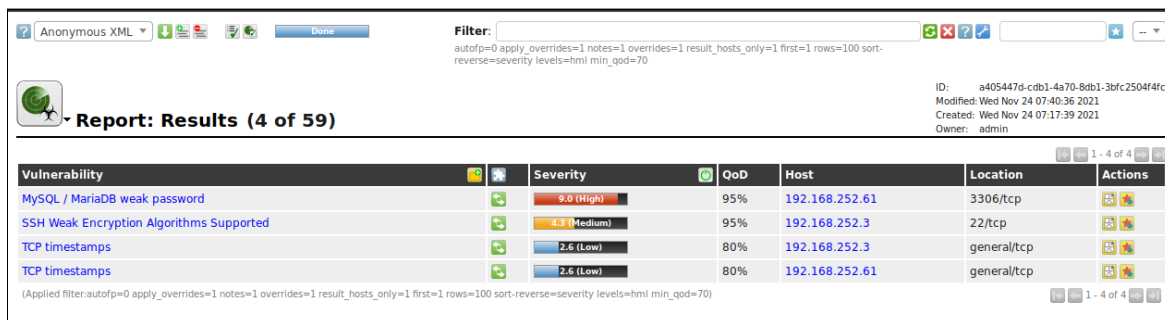 Anonymous XML Done Filter: --
autofp=0 apply_overrides=1 notes=1 overrides=1 result_hosts_only=1 first=1 rows=100 sort-
reverse=severity levels=hml min_qod=70
ID: a405447d-cdb1-4a70-8db1-3bfc2504f4fc
Modified: Wed Nov 24 07:40:36 2021
Created: Wed Nov 24 07:17:39 2021
Owner: admin
Report: Results (4 of 59)
1 - 4 of 4
Vulnerability Severity QoD Host Location Actions
MySQL / MariaDB weak password 9.0 (High) 95% 192.168.252.61 3306/tcp
SSH Weak Encryption Algorithms Supported 4.3 (Medium) 95% 192.168.252.3 22/tcp
TCP timestamps 2.6 (Low) 80% 192.168.252.3 general/tcp
TCP timestamps 2.6 (Low) 80% 192.168.252.61 general/tcp
(Applied filter:autofp=0 apply_overrides=1 notes=1 overrides=1 result_hosts_only=1 first=1 rows=100 sort-reverse=severity levels=hml min_qod=70) 1 - 4 of 4